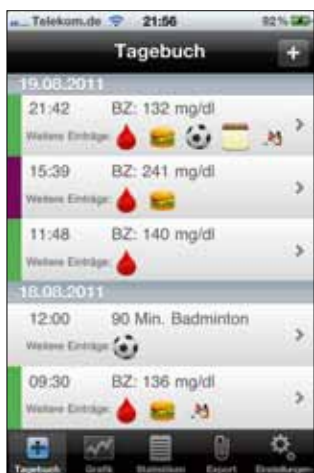 Telekom.de 21:56 92%
Tagebuch +
19.08.2011
21:42 BZ: 132 mg/dl
Weitere Einträge:
15:39 BZ: 241 mg/dl
Weitere Einträge:
11:48 BZ: 140 mg/dl
Weitere Einträge:
18.08.2011
12:00 90 Min. Badminton
Weitere Einträge:
09:30 BZ: 136 mg/dl
Weitere Einträge:
Tagebuch Grafik Statistiken Export Einstellungen